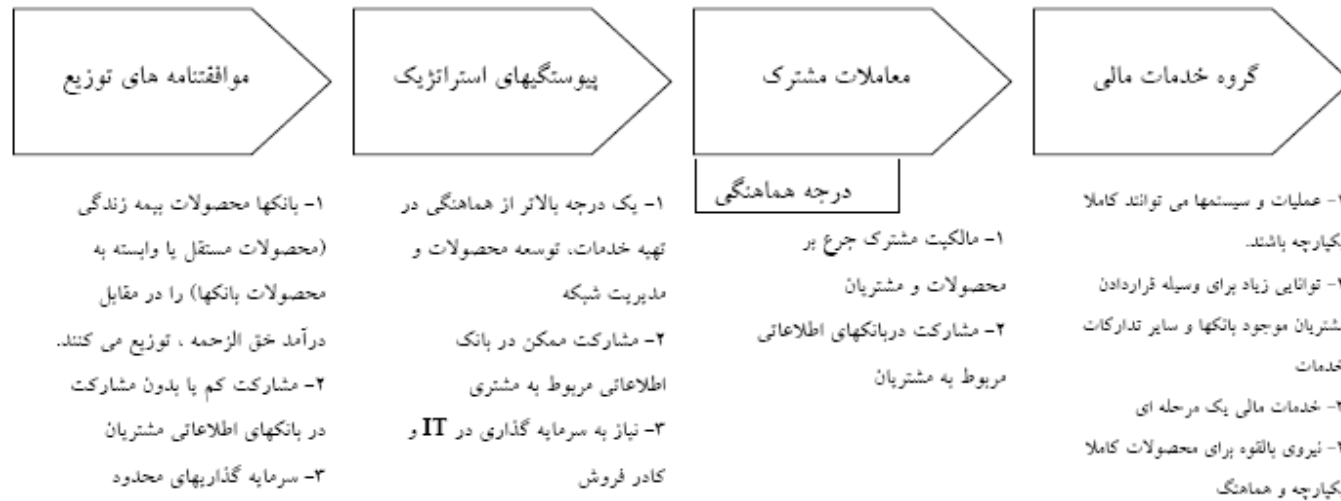 موافقتنامه های توزیع
۱- بانکها محصولات بیمه زندگی
(محصولات مستقل یا وابسته به
محصولات بانکها) را در مقابل
درآمد خق الزحمه ، توزیع می کنند.
۲- مشارکت کم یا بدون مشارکت
در بانکهای اطلاعاتی مشتریان
۳- سرمایه گذاریهای محدود
پیوستگیهای استراتژیک
۱- یک درجه بالاتر از هماهنگی در
تهیه خدمات، توسعه محصولات و
مدیریت شبکه
۲- مشارکت ممکن در بانک
اطلاعاتی مربوط به مشتری
۳- نیاز به سرمایه گذاری در IT و
کادر فروش
معاملات مشترک
درجه هماهنگی
۱- مالکیت مشترک جرع بر
محصولات و مشتریان
۲- مشارکت دربانکهای اطلاعاتی
مربوط به مشتریان
گروه خدمات مالی
- عملیات و سیستمها می توانند کاملا
یکپارچه باشند.
- توانایی زیاد برای وسیله قراردادن
مشتریان موجود بانکها و سایر تدارکات
خدمات
- خدمات مالی یک مرحله ای
- نیروی بالقوه برای محصولات کاملا
یکپارچه و هماهنگ